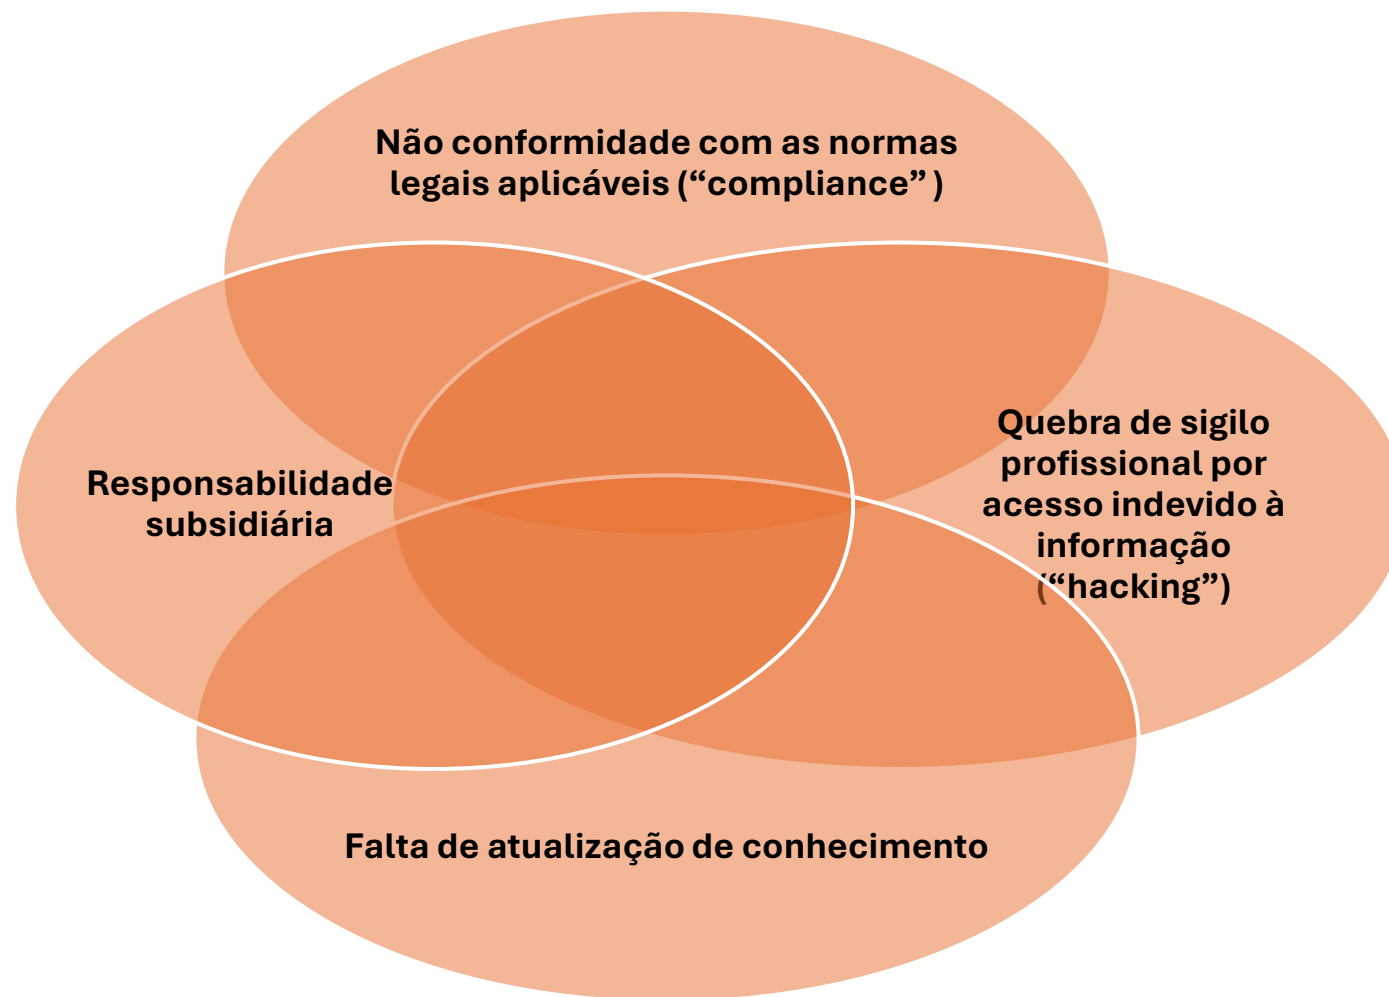 Não conformidade com as normas
legais aplicáveis (“compliance” )
Responsabilidade
subsidiária
Quebra de sigilo
profissional por
acesso indevido à
informação
(“hacking”)
Falta de atualização de conhecimento